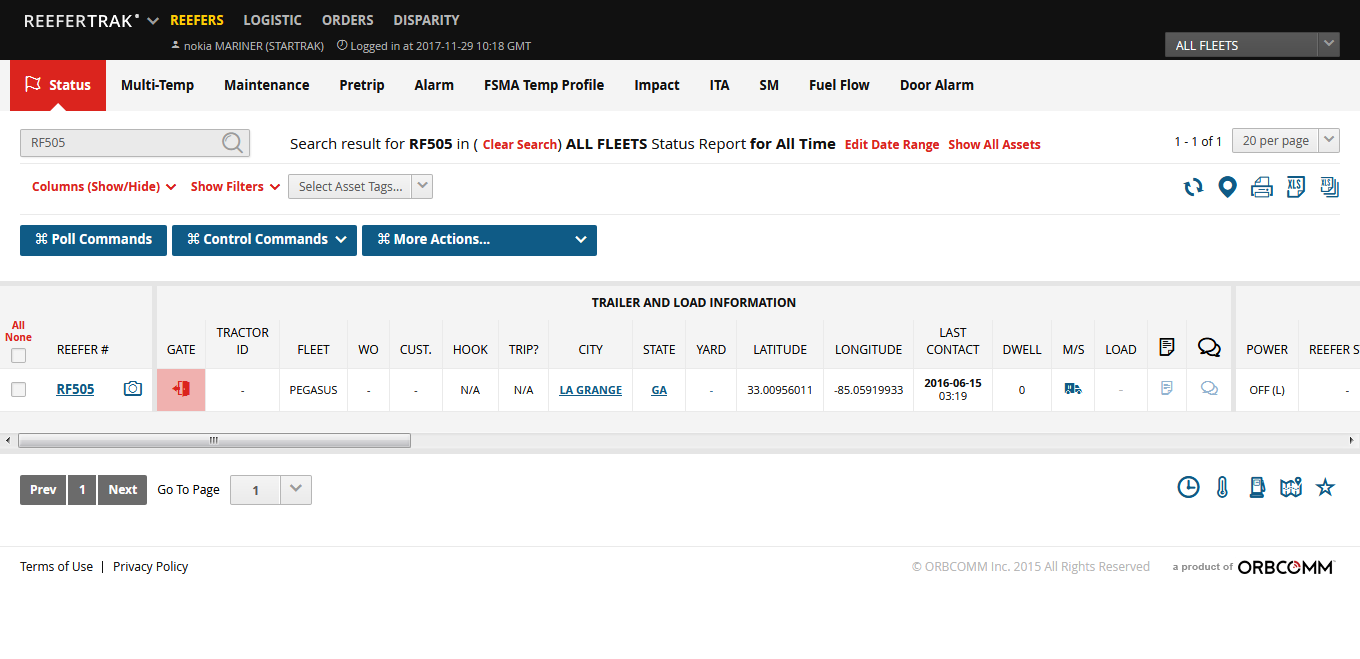 REEFERTRAK REEFERS LOGISTIC ORDERS DISPARITY
nokia MARINER (STARTRAK) Logged in at 2017-11-29 10:18 GMT
ALL FLEETS
Status Multi-Temp Maintenance Pretrip Alarm FSMA Temp Profile Impact ITA SM Fuel Flow Door Alarm
RF505 Search result for RF505 in ( Clear Search) ALL FLEETS Status Report for All Time Edit Date Range Show All Assets 1 - 1 of 1 20 per page
Columns (Show/Hide) Show Filters Select Asset Tags... XLS XLS
⌘ Poll Commands ⌘ Control Commands ⌘ More Actions...
TRAILER AND LOAD INFORMATION
All
None
REEFER # GATE TRACTOR ID FLEET WO CUST. HOOK TRIP? CITY STATE YARD LATITUDE LONGITUDE LAST CONTACT DWELL M/S LOAD POWER REEFER S
RF505 - PEGASUS - - N/A N/A LA GRANGE GA - 33.00956011 -85.05919933 2016-06-15 03:19 0 - OFF (L) -
Prev 1 Next Go To Page 1
Terms of Use | Privacy Policy © ORBCOMM Inc. 2015 All Rights Reserved a product of ORBCOMM